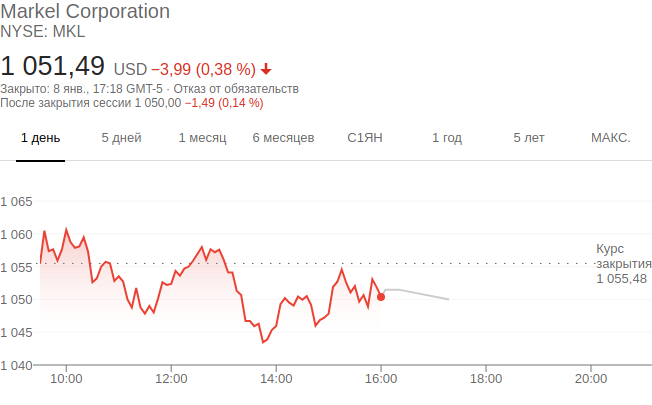 Markel Corporation
NYSE: MKL
1 051,49 USD −3,99 (0,38 %)
Закрыто: 8 янв., 17:18 GMT-5 · Отказ от обязательств
После закрытия сессии 1 050,00 −1,49 (0,14 %)
1 день 5 дней 1 месяц 6 месяцев С1ЯН 1 год 5 лет МАКС.
1 065
1 060
1 055
1 050
1 045
1 040
Курс
закрытия
1 055,48
10:00 12:00 14:00 16:00 18:00 20:00